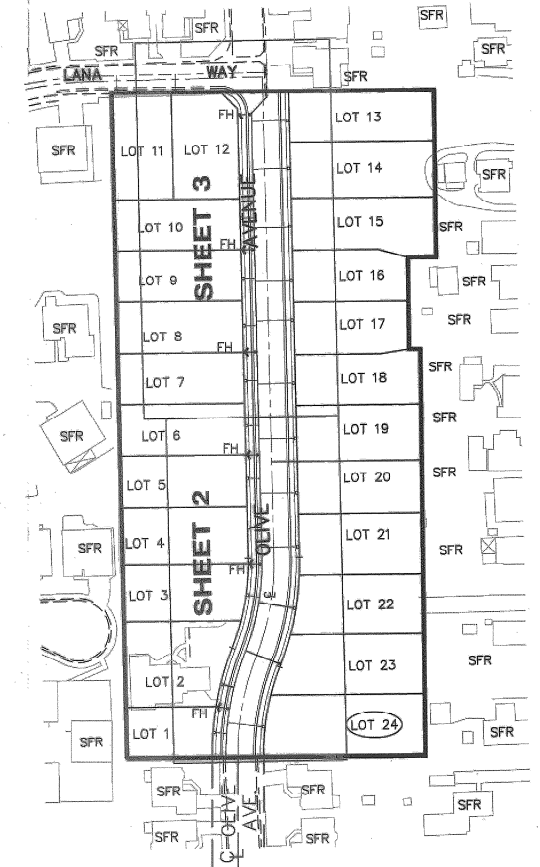 SFR
SFR
SFR
SFR
LANA WAY
SFR
FH
LOT 13
SFR
LOT 11
LOT 12
LOT 14
SFR
SHEET 3
AVENUE
LOT 10
LOT 15
SFR
FH
LOT 9
LOT 16
SFR
SFR
LOT 8
LOT 17
SFR
FH
LOT 7
LOT 18
SFR
LOT 6
LOT 19
SFR
SFR
FH
LOT 5
LOT 20
SFR
SHEET 2
OLIVE
LOT 4
LOT 21
SFR
SFR
FH
LOT 3
LOT 22
LOT 2
LOT 23
SFR
FH
LOT 1
LOT 24
SFR
SFR
SFR
SFR
OLIVE
AVE
SFR
SFR
SFR